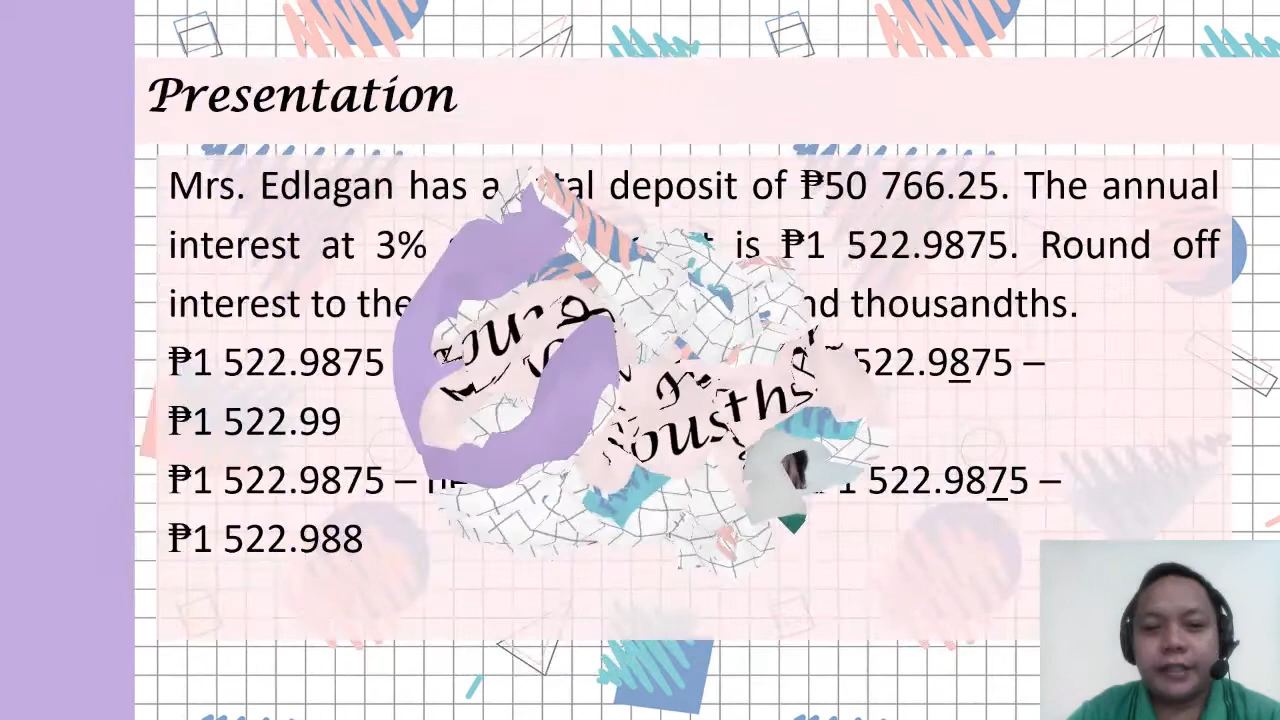 Presentation
Mrs. Edlagan has a deposit of ₱50 766.25. The annual
interest at 3% is ₱1 522.9875. Round off
interest to the thousandths.
₱1 522.9875 522.9875 –
₱1 522.99
₱1 522.9875 – ₱1 522.9875 –
₱1 522.988